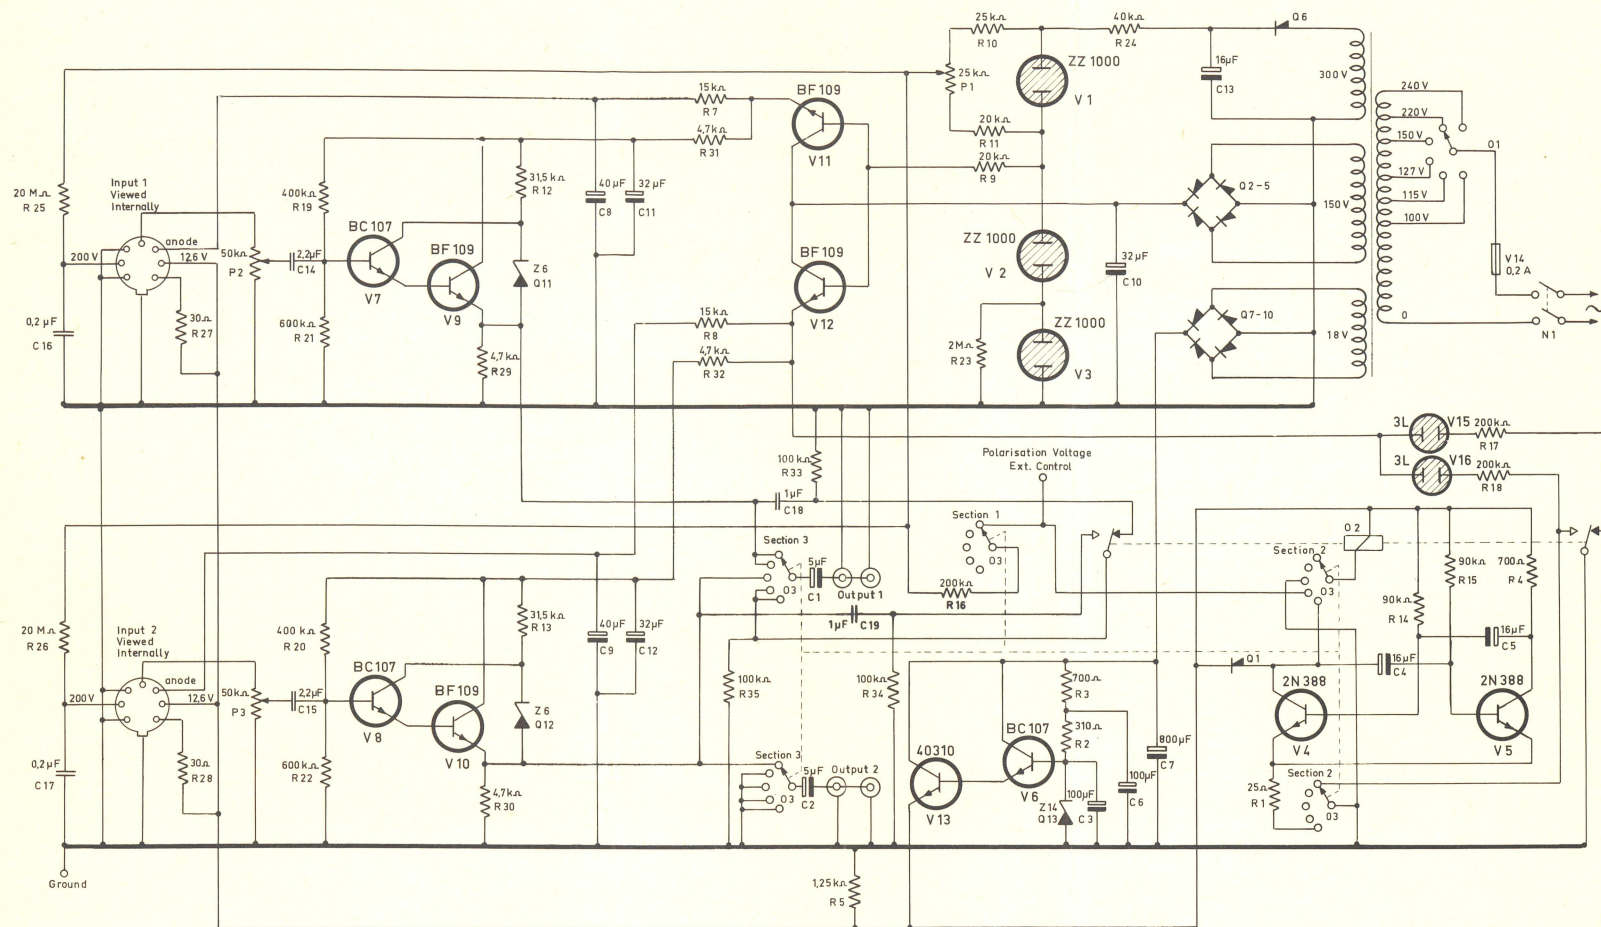 25kΩ
R10
40kΩ
R24
Q6
ZZ 1000
V1
16µF
C13
300V
25kΩ
P1
15kΩ
R7
BF109
V11
4,7kΩ
R31
20kΩ
R11
20kΩ
R9
240V
220V
150V
127V
115V
100V
0
O1
V14
0,2A
N1
20MΩ
R25
Input 1
Viewed
Internally
anode
200V
12,6V
50kΩ
P2
2,2µF
C14
400kΩ
R19
BC107
V7
BF109
V9
31,5kΩ
R12
Z6
Q11
40µF
C8
32µF
C11
Q2-5
150V
ZZ 1000
V2
BF109
V12
32µF
C10
0,2µF
C16
30Ω
R27
600kΩ
R21
4,7kΩ
R29
15kΩ
R8
4,7kΩ
R32
2MΩ
R23
ZZ 1000
V3
Q7-10
18V
3L
V15
200kΩ
R17
3L
V16
200kΩ
R18
100kΩ
R33
1µF
C18
Polarisation Voltage
Ext. Control
Section 1
O3
Section 3
O3
5µF
C1
Output 1
200kΩ
R16
1µF
C19
Section 2
O3
O2
90kΩ
R15
700Ω
R4
90kΩ
R14
16µF
C5
16µF
C4
Q1
20MΩ
R26
Input 2
Viewed
Internally
anode
200V
12,6V
50kΩ
P3
2,2µF
C15
400kΩ
R20
BC107
V8
BF109
V10
31,5kΩ
R13
Z6
Q12
40µF
C9
32µF
C12
100kΩ
R35
100kΩ
R34
700Ω
R3
310Ω
R2
BC107
V6
40310
V13
800µF
C7
100µF
C6
100µF
C3
Z14
Q13
2N388
V4
2N388
V5
0,2µF
C17
30Ω
R28
600kΩ
R22
4,7kΩ
R30
Section 3
O3
5µF
C2
Output 2
25Ω
R1
Section 2
O3
Ground
1,25kΩ
R5